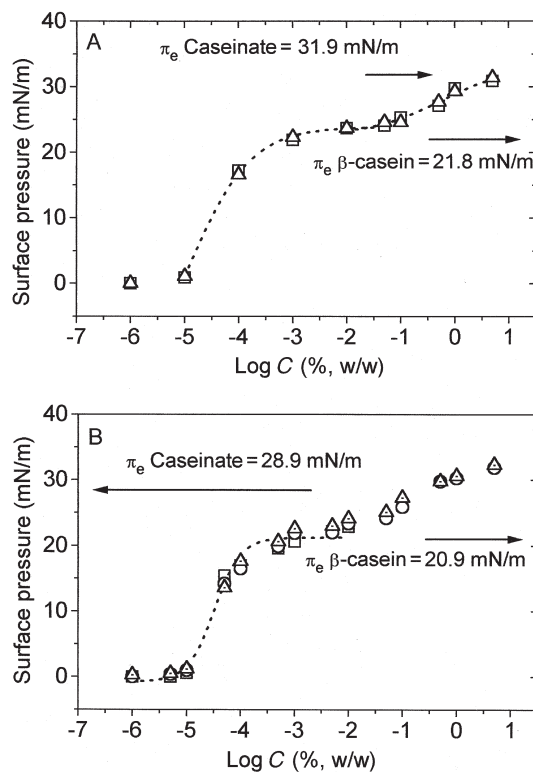 A
πe Caseinate = 31.9 mN/m
πe β-casein = 21.8 mN/m
Surface pressure (mN/m)
40
30
20
10
0
-7 -6 -5 -4 -3 -2 -1 0 1
Log C (%, w/w)
B
πe Caseinate = 28.9 mN/m
πe β-casein = 20.9 mN/m
Surface pressure (mN/m)
40
30
20
10
0
-7 -6 -5 -4 -3 -2 -1 0 1
Log C (%, w/w)